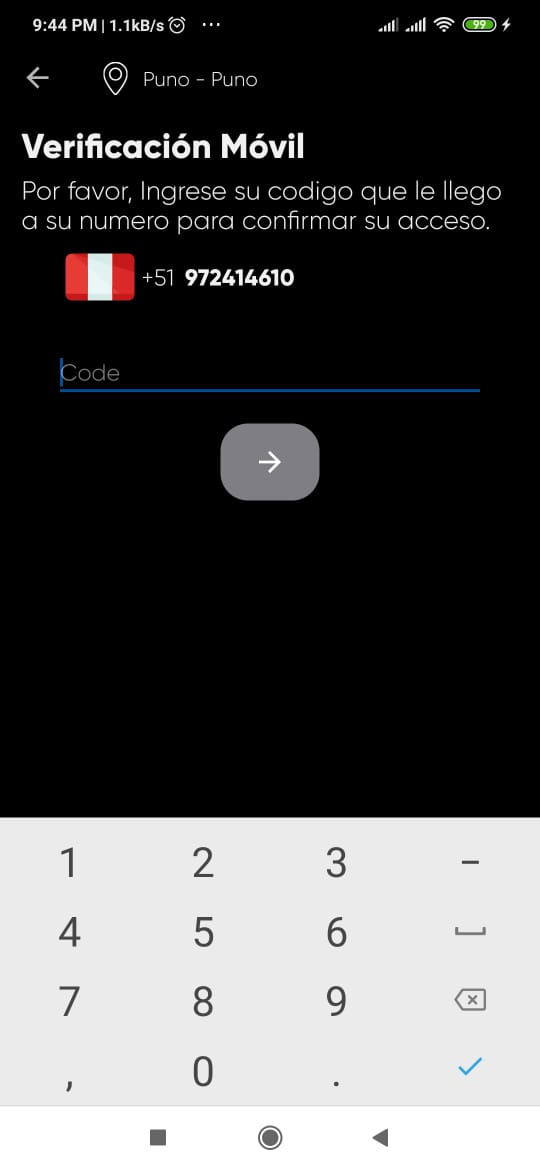 9:44 PM | 1.1kB/s ...
99
Puno - Puno
Verificación Móvil
Por favor, Ingrese su codigo que le llego
a su numero para confirmar su acceso.
+51 972414610
Code
1 2 3 -
4 5 6
7 8 9
, 0 .